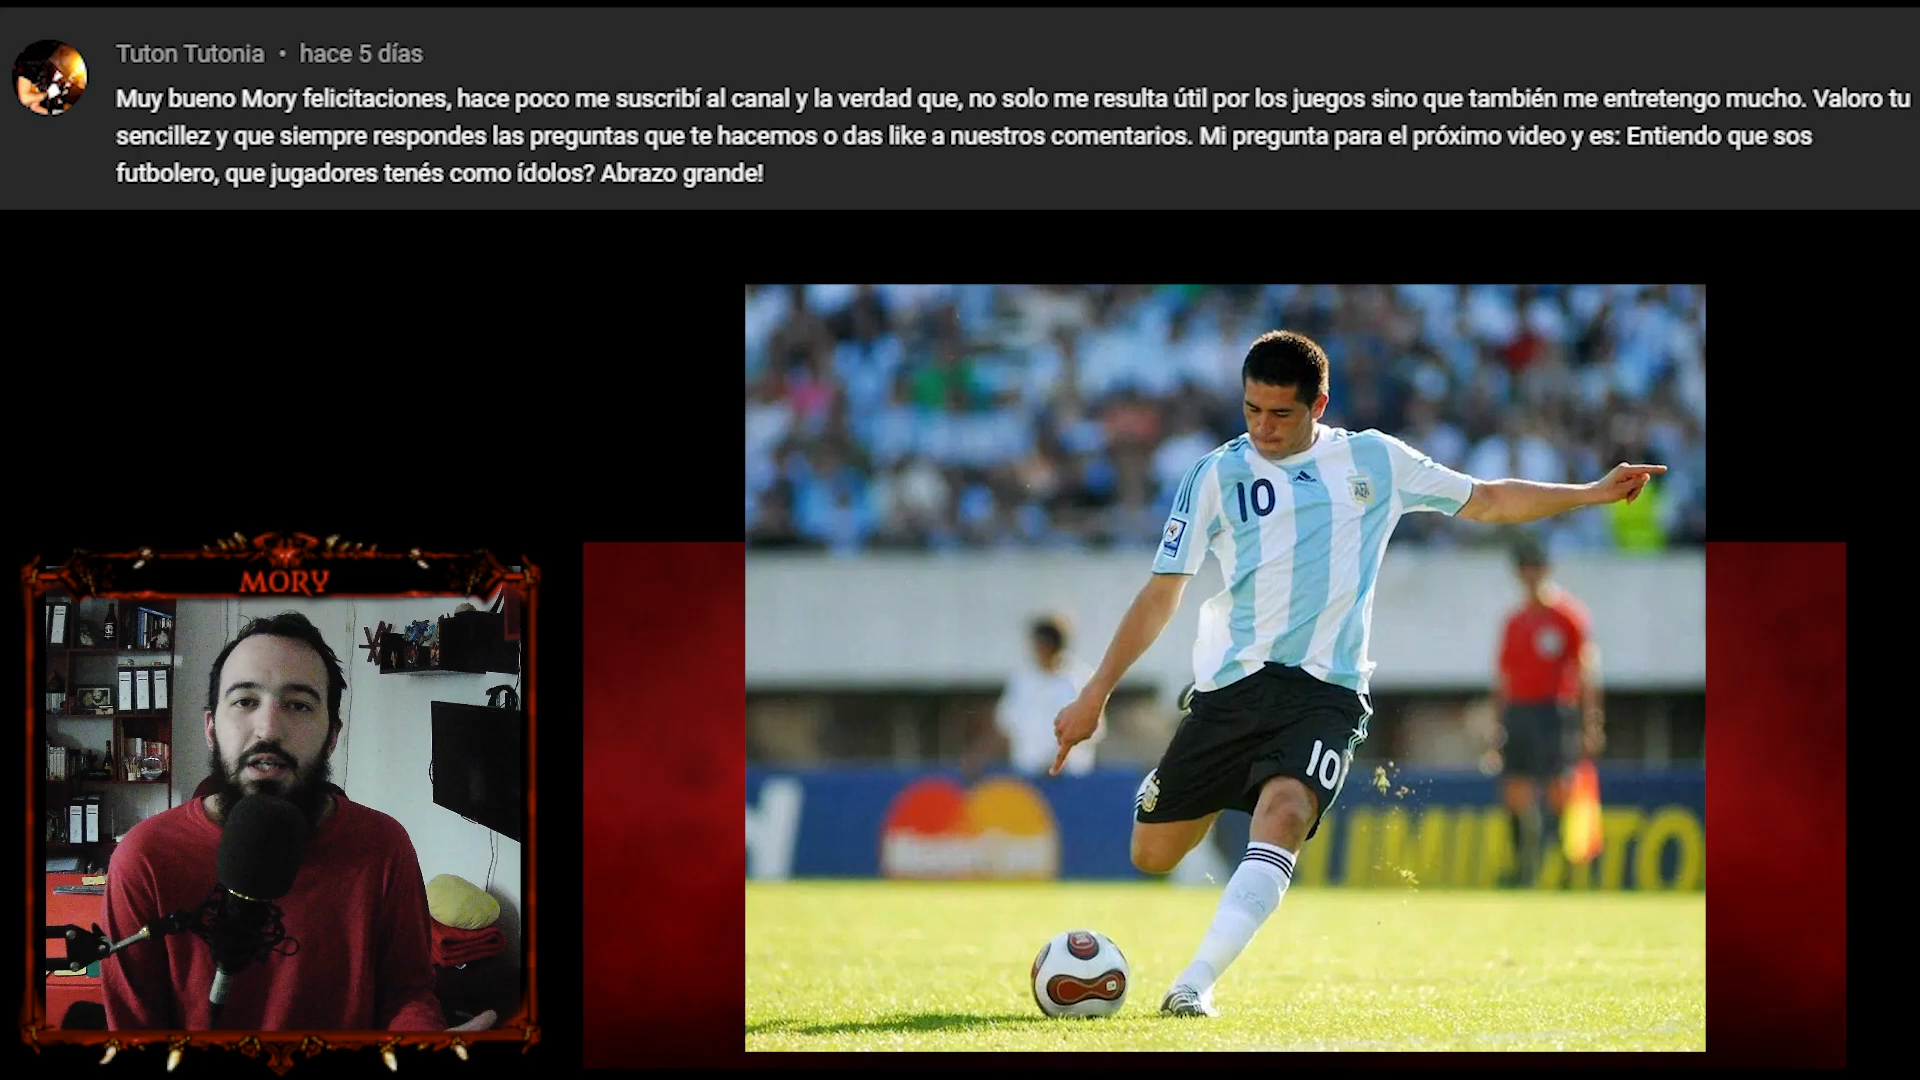 Tuton Tutonia • hace 5 días
Muy bueno Mory felicitaciones, hace poco me suscribí al canal y la verdad que, no solo me resulta útil por los juegos sino que también me entretengo mucho. Valoro tu
sencillez y que siempre respondes las preguntas que te hacemos o das like a nuestros comentarios. Mi pregunta para el próximo video y es: Entiendo que sos
futbolero, que jugadores tenés como ídolos? Abrazo grande!
MORY
10
AFA
10
MasterCard